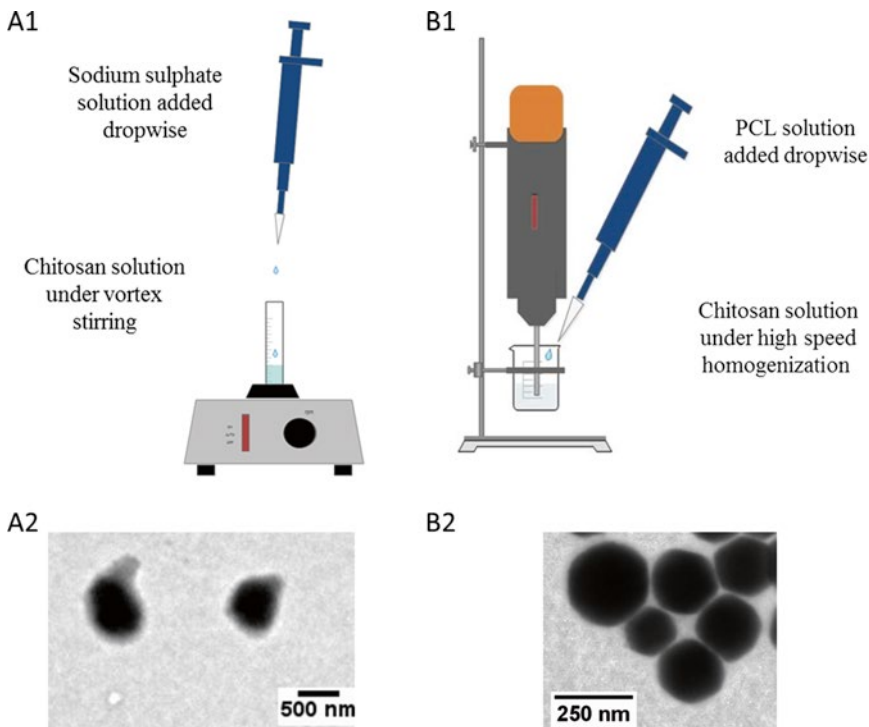 A1
Sodium sulphate
solution added
dropwise
Chitosan solution
under vortex
stirring
B1
PCL solution
added dropwise
Chitosan solution
under high speed
homogenization
A2
500 nm
B2
250 nm